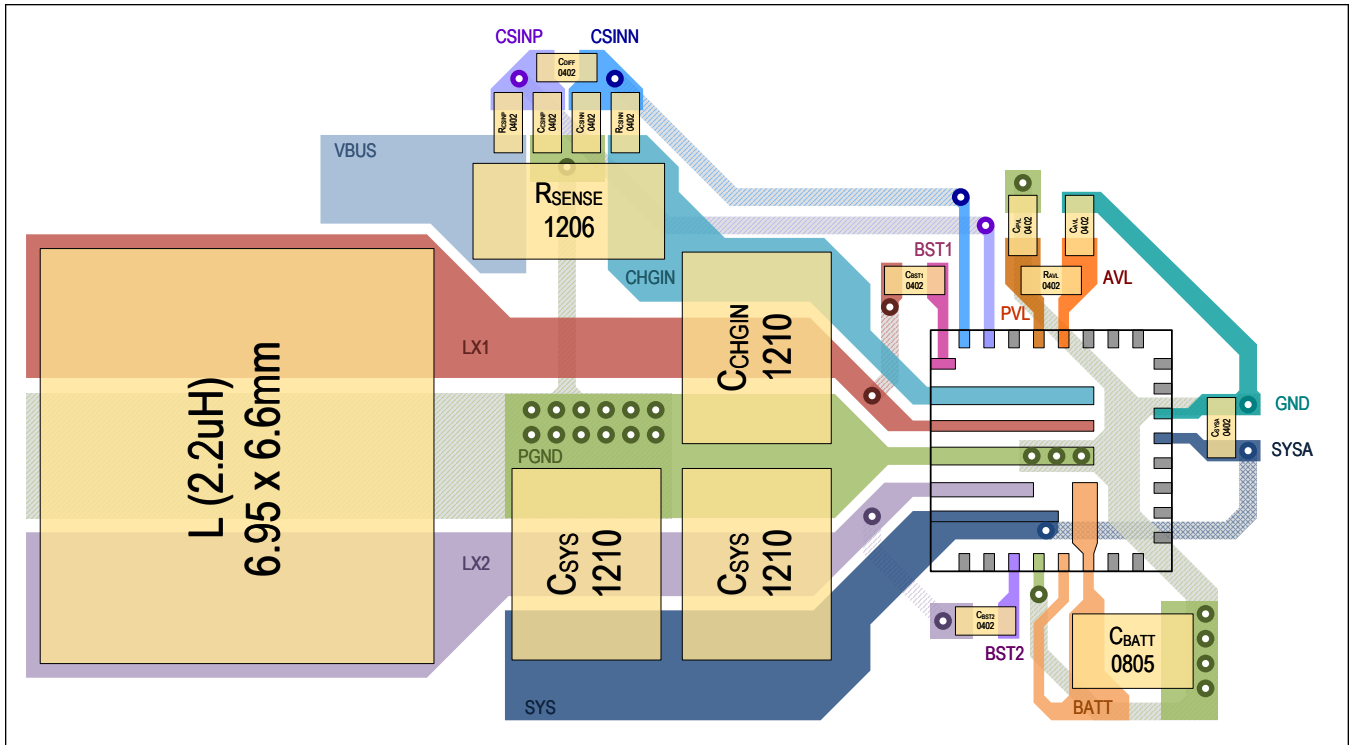 CSINP
CSINN
CDIFF
0402
RCSINP
0402
CCSINP
0402
CCSINN
0402
RCSINN
0402
VBUS
RSENSE
1206
CHGIN
CPVL
0402
CAVL
0402
BST1
CBST1
0402
RAVL
0402
AVL
PVL
LX1
CCHGIN
1210
L (2.2uH)
6.95 x 6.6mm
GND
CSYSA
0402
SYSA
PGND
LX2
CSYS
1210
CSYS
1210
CBST2
0402
BST2
CBATT
0805
SYS
BATT